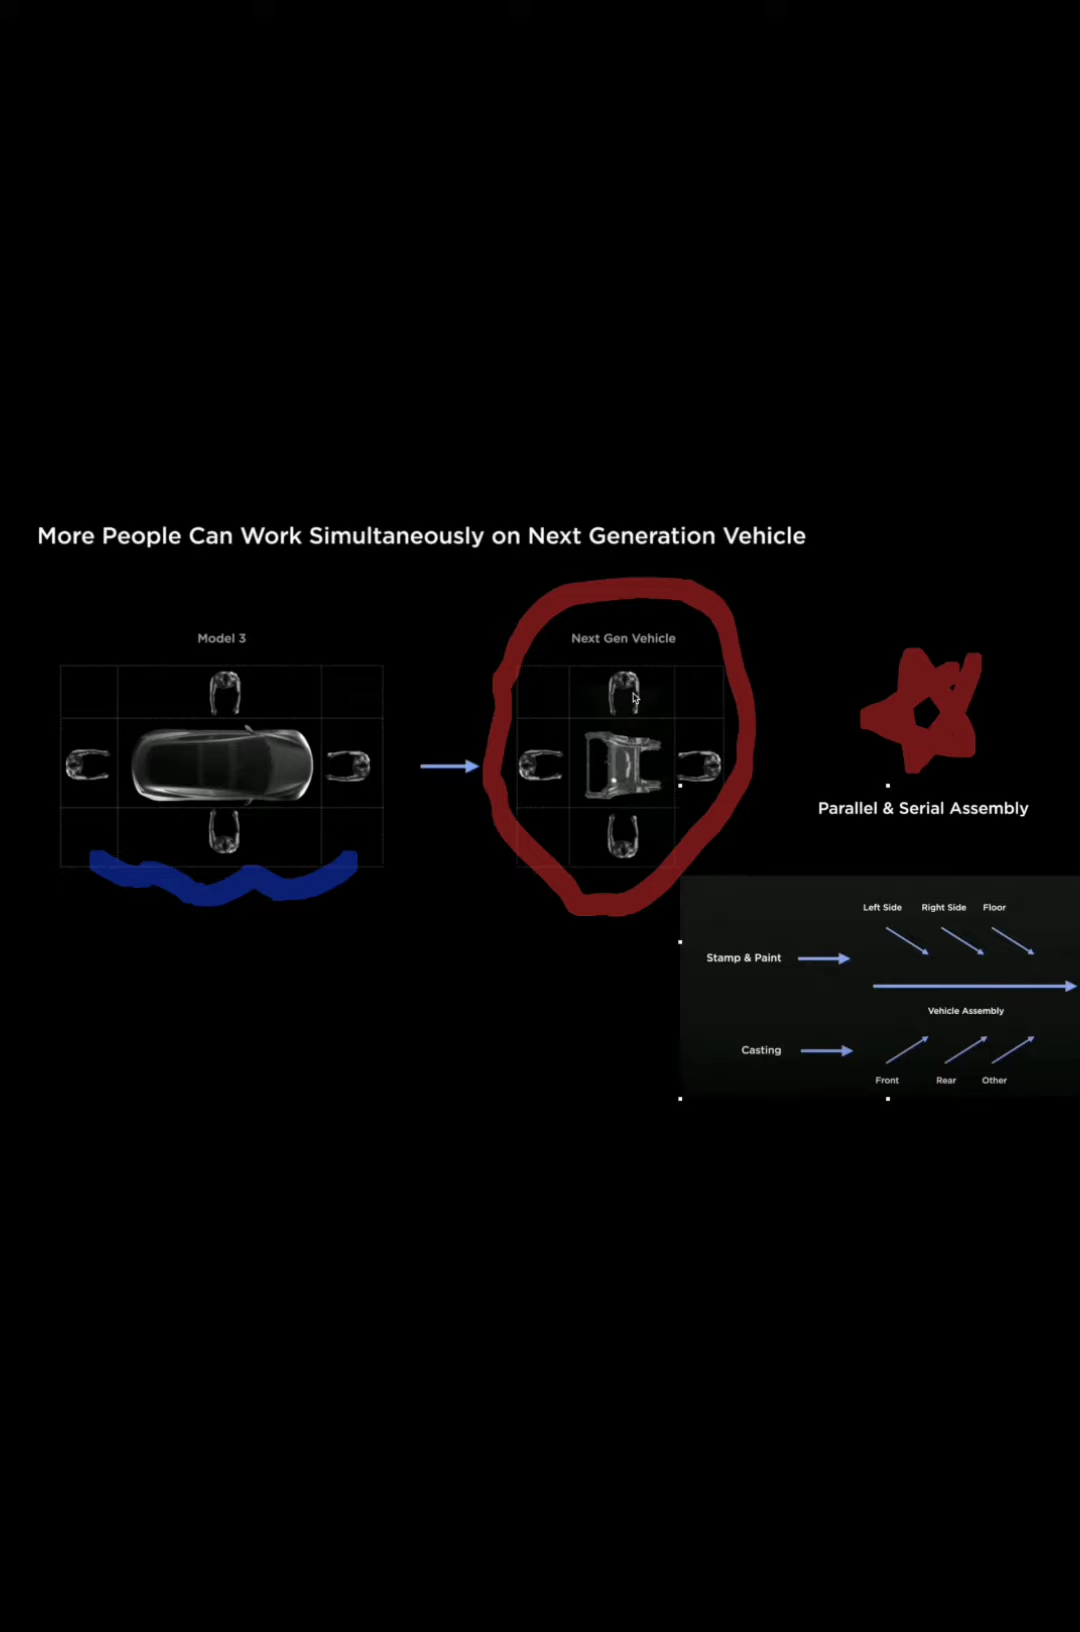 More People Can Work Simultaneously on Next Generation Vehicle
Model 3
Next Gen Vehicle
Parallel & Serial Assembly
Left Side
Right Side
Floor
Stamp & Paint
Vehicle Assembly
Casting
Front
Rear
Other